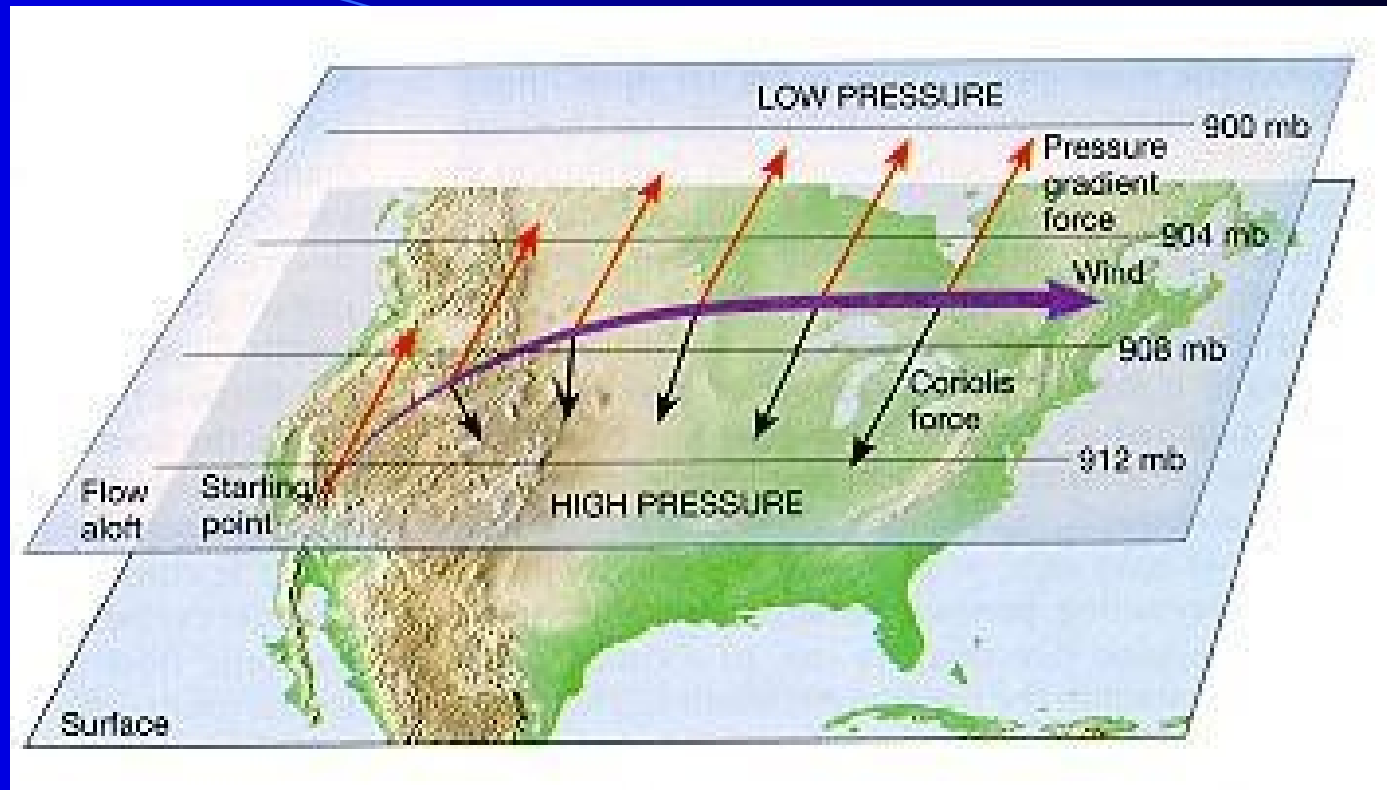 LOW PRESSURE
900 mb
Pressure
gradient
force
904 mb
Wind
908 mb
Coriolis
force
912 mb
Flow
aloft
Starting
point
HIGH PRESSURE
Surface